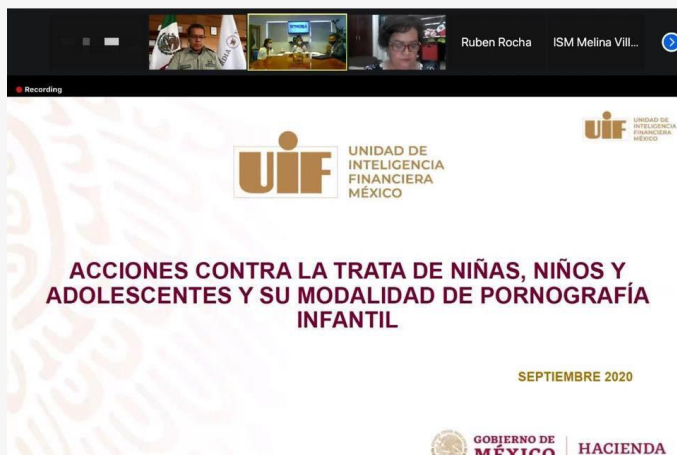 Ruben Rocha
ISM Melina Vill...
Recording
UNIDAD DE
INTELIGENCIA
FINANCIERA
MÉXICO
UIF
UNIDAD DE
INTELIGENCIA
FINANCIERA
MÉXICO
UIF
ACCIONES CONTRA LA TRATA DE NIÑAS, NIÑOS Y
ADOLESCENTES Y SU MODALIDAD DE PORNOGRAFÍA
INFANTIL
SEPTIEMBRE 2020
GOBIERNO DE
MÉXICO
HACIENDA